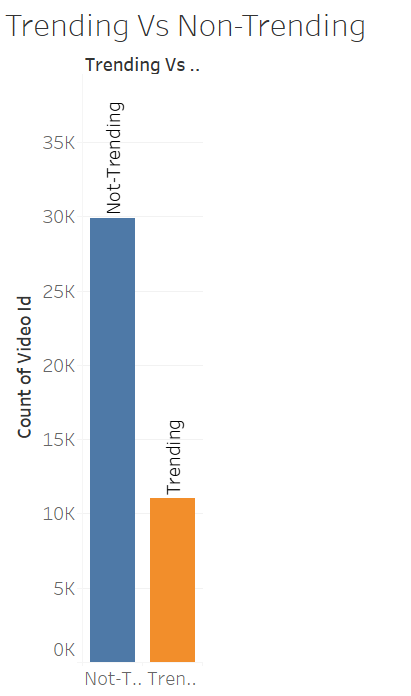 Trending Vs Non-Trending
Trending Vs ..
Not-Trending
Trending
Count of Video Id
35K
30K
25K
20K
15K
10K
5K
0K
Not-T.. Tren..